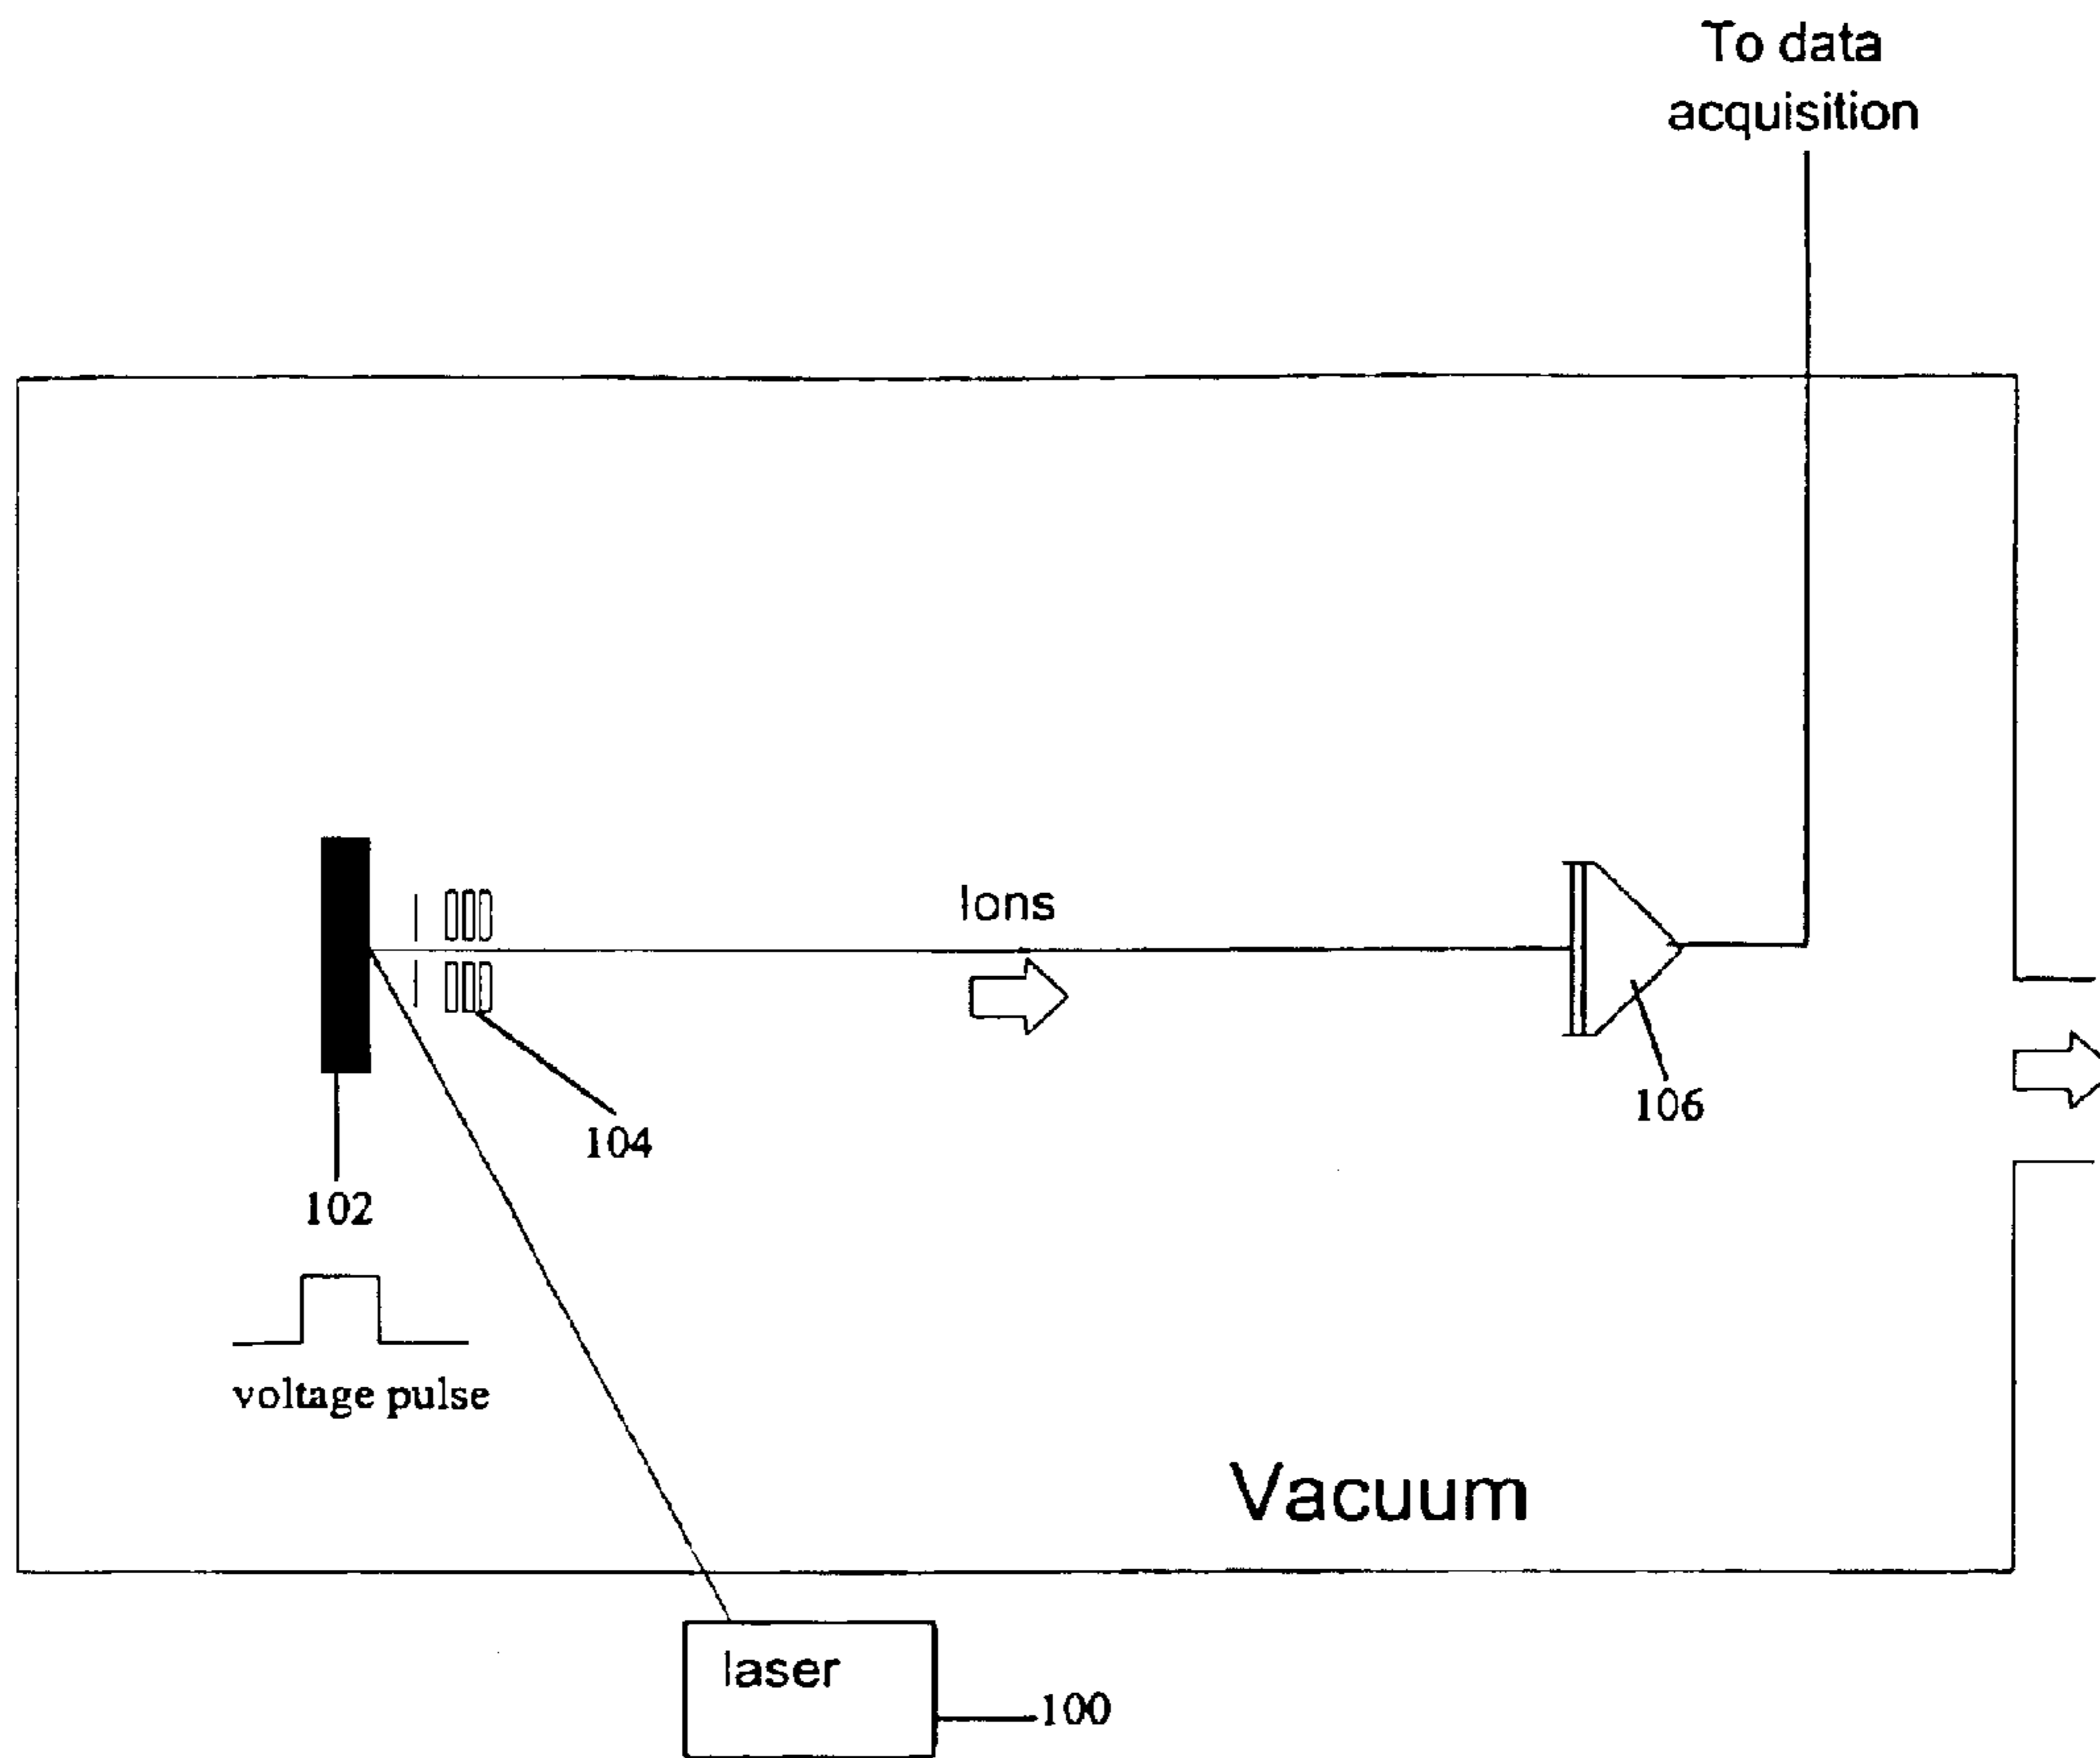 To data
acquisition
Ions
106
104
102
voltage pulse
Vacuum
laser
100